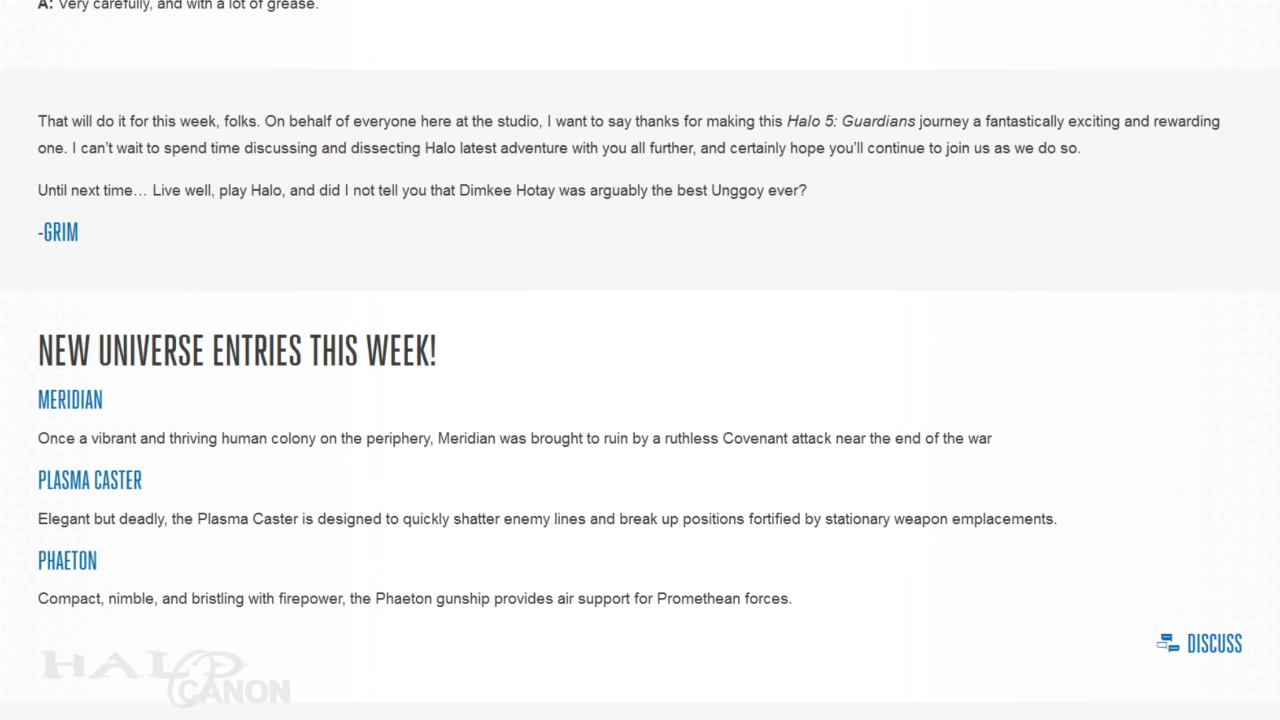 A: Very carefully, and with a lot of grease.
That will do it for this week, folks. On behalf of everyone here at the studio, I want to say thanks for making this Halo 5: Guardians journey a fantastically exciting and rewarding
one. I can’t wait to spend time discussing and dissecting Halo latest adventure with you all further, and certainly hope you’ll continue to join us as we do so.
Until next time… Live well, play Halo, and did I not tell you that Dimkee Hotay was arguably the best Unggoy ever?
-GRIM
NEW UNIVERSE ENTRIES THIS WEEK!
MERIDIAN
Once a vibrant and thriving human colony on the periphery, Meridian was brought to ruin by a ruthless Covenant attack near the end of the war
PLASMA CASTER
Elegant but deadly, the Plasma Caster is designed to quickly shatter enemy lines and break up positions fortified by stationary weapon emplacements.
PHAETON
Compact, nimble, and bristling with firepower, the Phaeton gunship provides air support for Promethean forces.
DISCUSS
HALO
CANON